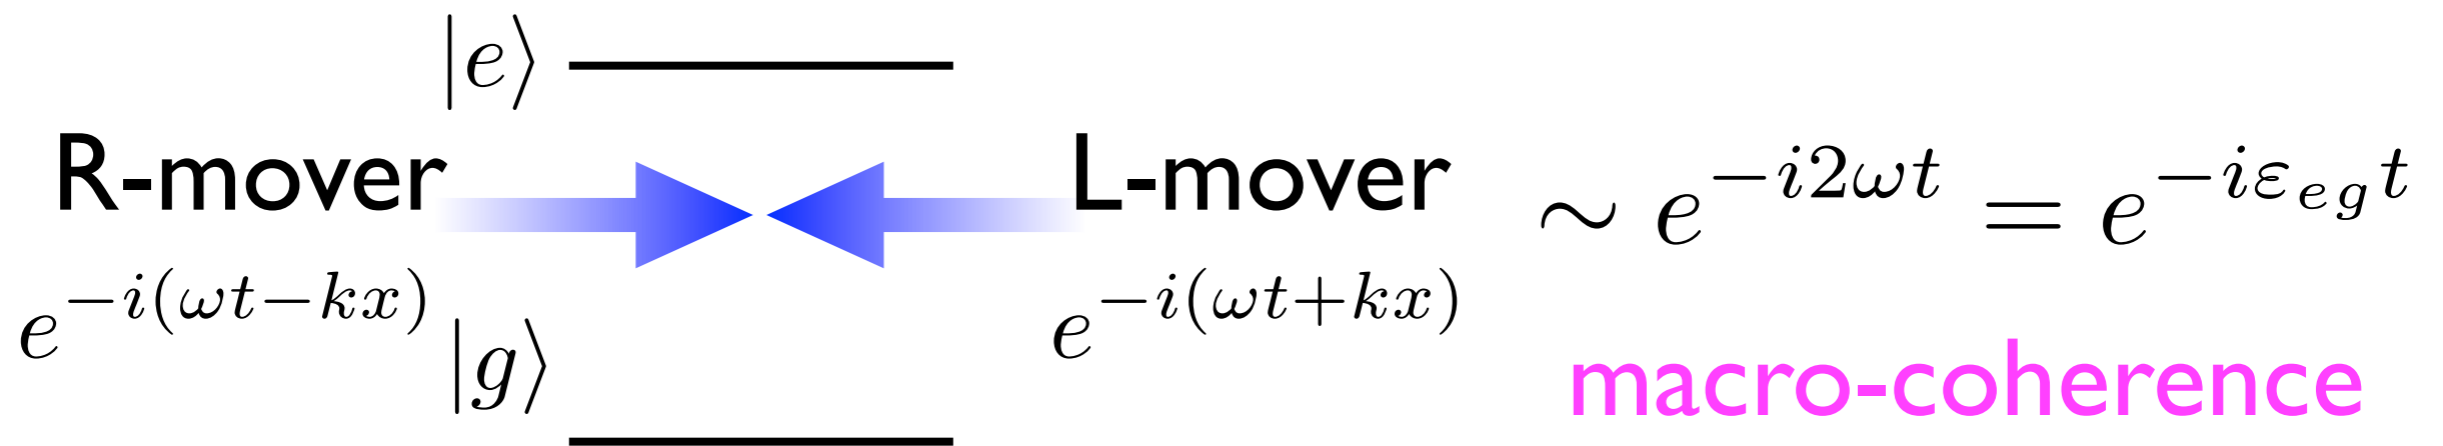 |e⟩
R-mover
L-mover
∼ e^{−i2ωt} = e^{−iε_{eg}t}
e^{−i(ωt−kx)}
|g⟩
e^{−i(ωt+kx)}
macro-coherence